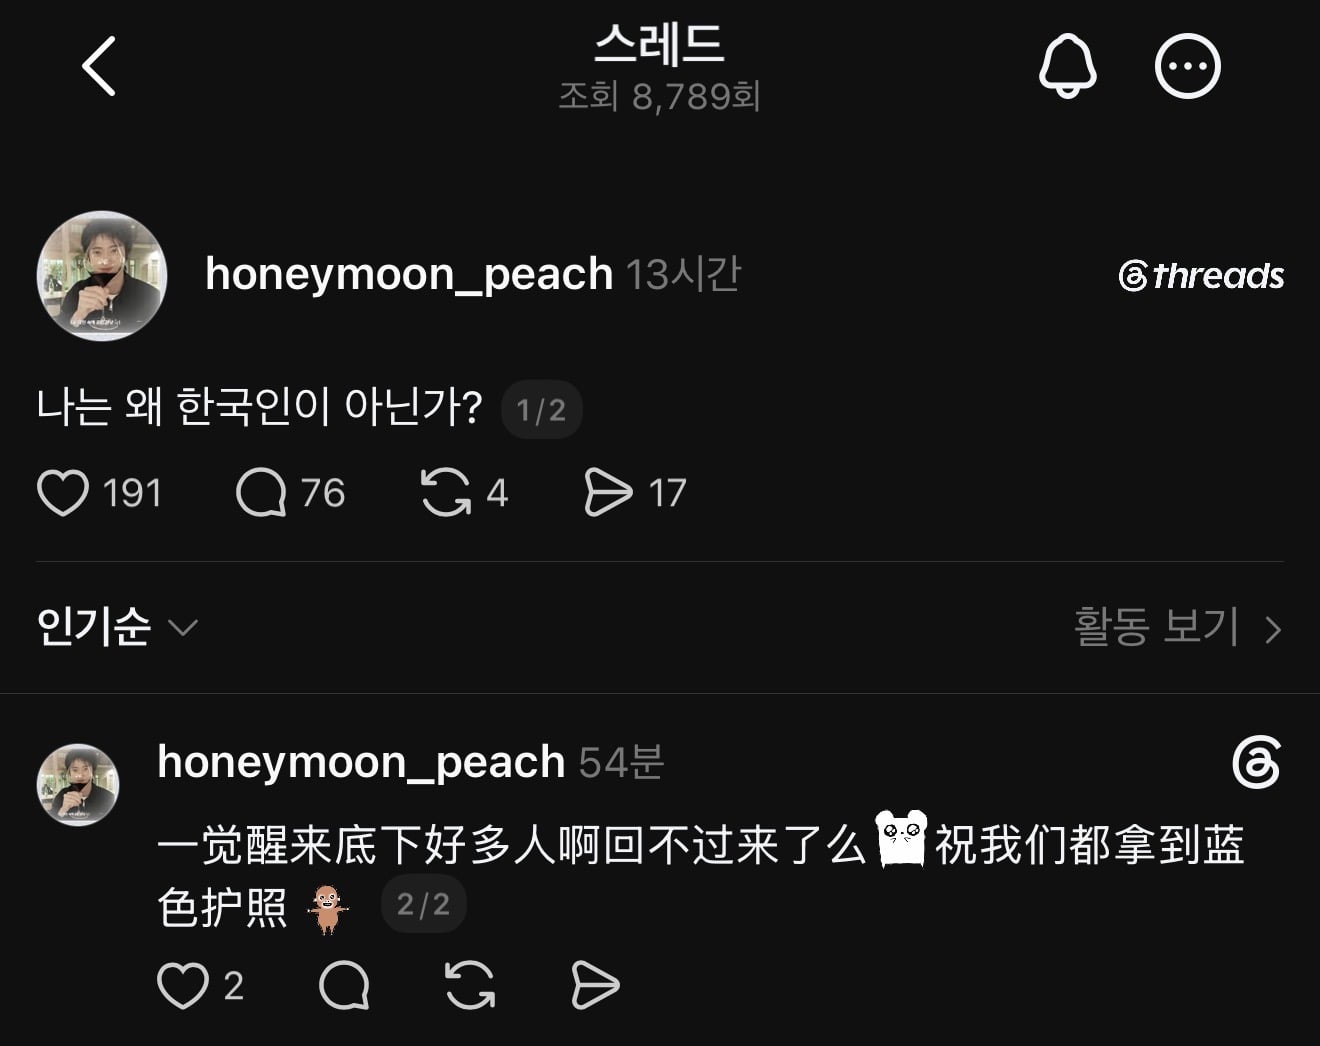 스레드
조회 8,789회
honeymoon_peach 13시간
threads
나는 왜 한국인이 아닌가? 1/2
191 76 4 17
인기순
활동 보기
honeymoon_peach 54분
一觉醒来底下好多人啊回不过来了么祝我们都拿到蓝
色护照 2/2
2